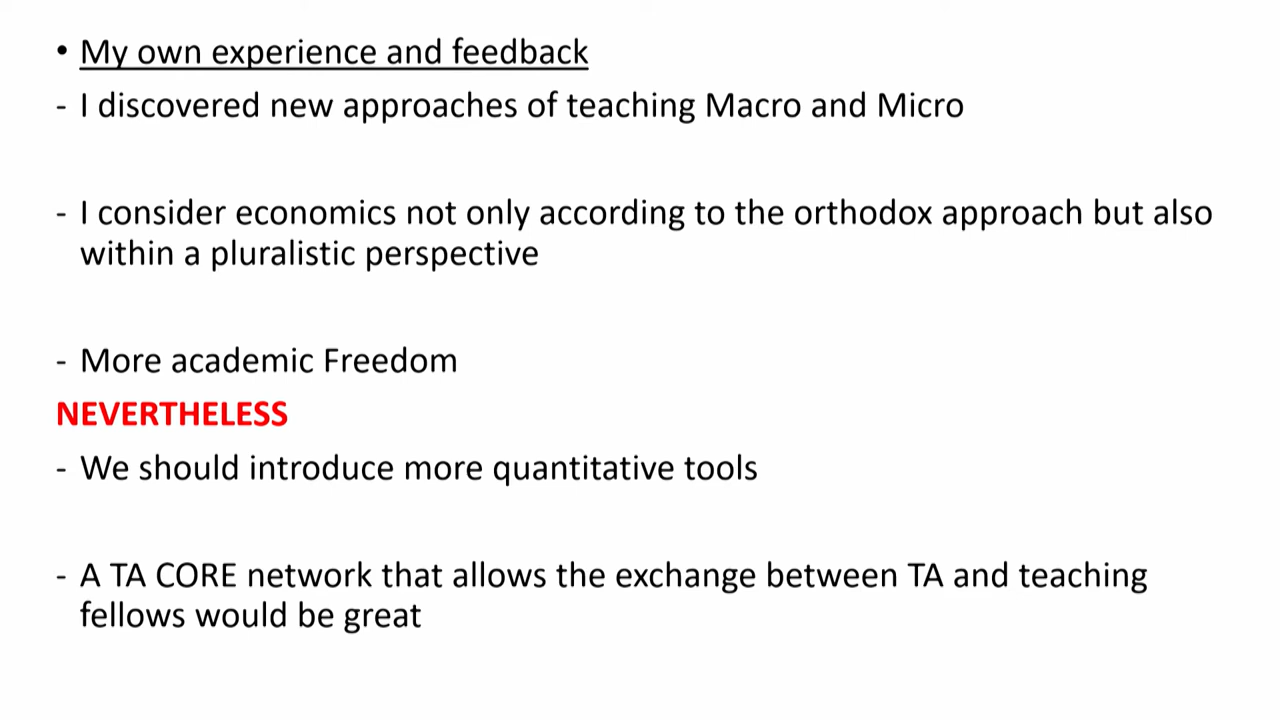 • My own experience and feedback
- I discovered new approaches of teaching Macro and Micro
- I consider economics not only according to the orthodox approach but also
within a pluralistic perspective
- More academic Freedom
NEVERTHELESS
- We should introduce more quantitative tools
- A TA CORE network that allows the exchange between TA and teaching
fellows would be great